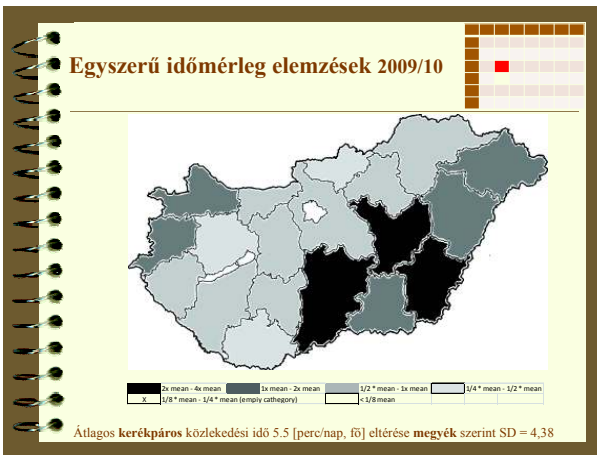 Egyszerű időmérleg elemzések 2009/10
2x mean - 4x mean 1x mean - 2x mean 1/2 * mean - 1x mean 1/4 * mean - 1/2 * mean
X 1/8 * mean - 1/4 * mean (empiy cathegory) < 1/8 mean
Átlagos kerékpáros közlekedési idő 5.5 [perc/nap, fő] eltérése megyék szerint SD = 4,38